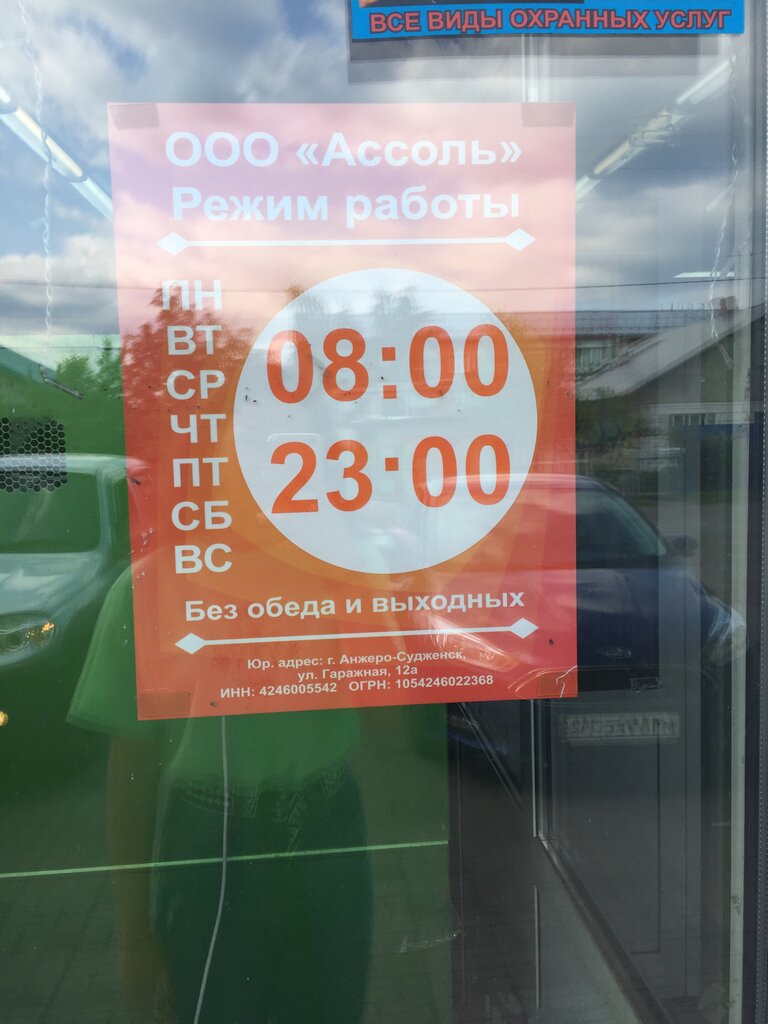 ВСЕ ВИДЫ ОХРАННЫХ УСЛУГ
ООО «Ассоль»
Режим работы
ПН
ВТ
СР
ЧТ
ПТ
СБ
ВС
08:00
23:00
Без обеда и выходных
Юр. адрес: г. Анжеро-Судженск,
ул. Гаражная, 12а
ИНН: 4246005542 ОГРН: 1054246022368